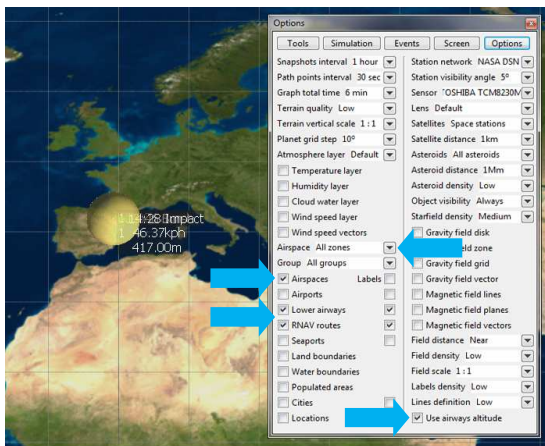 Options
Tools Simulation Events Screen Options
Snapshots interval 1 hour
Path points interval 30 sec
Graph total time 6 min
Terrain quality Low
Terrain vertical scale 1 : 1
Planet grid step 10º
Atmosphere layer Default
Temperature layer
Humidity layer
Cloud water layer
Wind speed layer
Wind speed vectors
Airspace All zones
Group All groups
Airspaces Labels
Airports
Lower airways
RNAV routes
Seaports
Land boundaries
Water boundaries
Populated areas
Cities
Locations
Station network NASA DSN
Station visibility angle 5º
Sensor TOSHIBA TCM8230M
Lens Default
Satellites Space stations
Satellite distance 1km
Asteroids All asteroids
Asteroid distance 1Mm
Asteroid density Low
Object visibility Always
Starfield density Medium
Gravity field disk
field zone
Gravity field grid
Gravity field vector
Magnetic field lines
Magnetic field planes
Magnetic field vectors
Field distance Near
Field density Low
Field scale 1 : 1
Labels density Low
Lines definition Low
Use airways altitude
14:28 Impact
46.37kph
417.00m